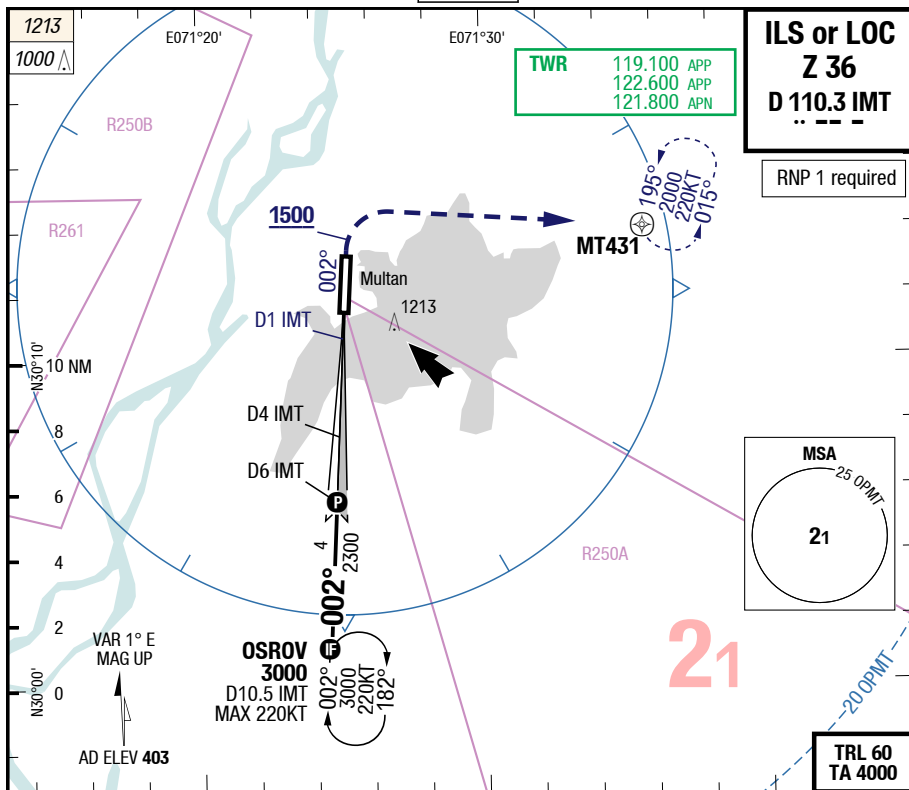 1213
1000
E071°20'
E071°30'
TWR 119.100 APP
122.600 APP
121.800 APN
ILS or LOC
Z 36
D 110.3 IMT
RNP 1 required
R250B
R261
1500
002°
Multan
1213
195°
2000
220KT
015°
MT431
D1 IMT
N30°10'
10 NM
8
6
4
2
0
N30°00'
D4 IMT
D6 IMT
P
4
2300
002°
R250A
MSA
25 OPMT
21
21
20 OPMT
OSROV
3000
D10.5 IMT
MAX 220KT
IF
002°
3000
220KT
182°
VAR 1° E
MAG UP
AD ELEV 403
TRL 60
TA 4000